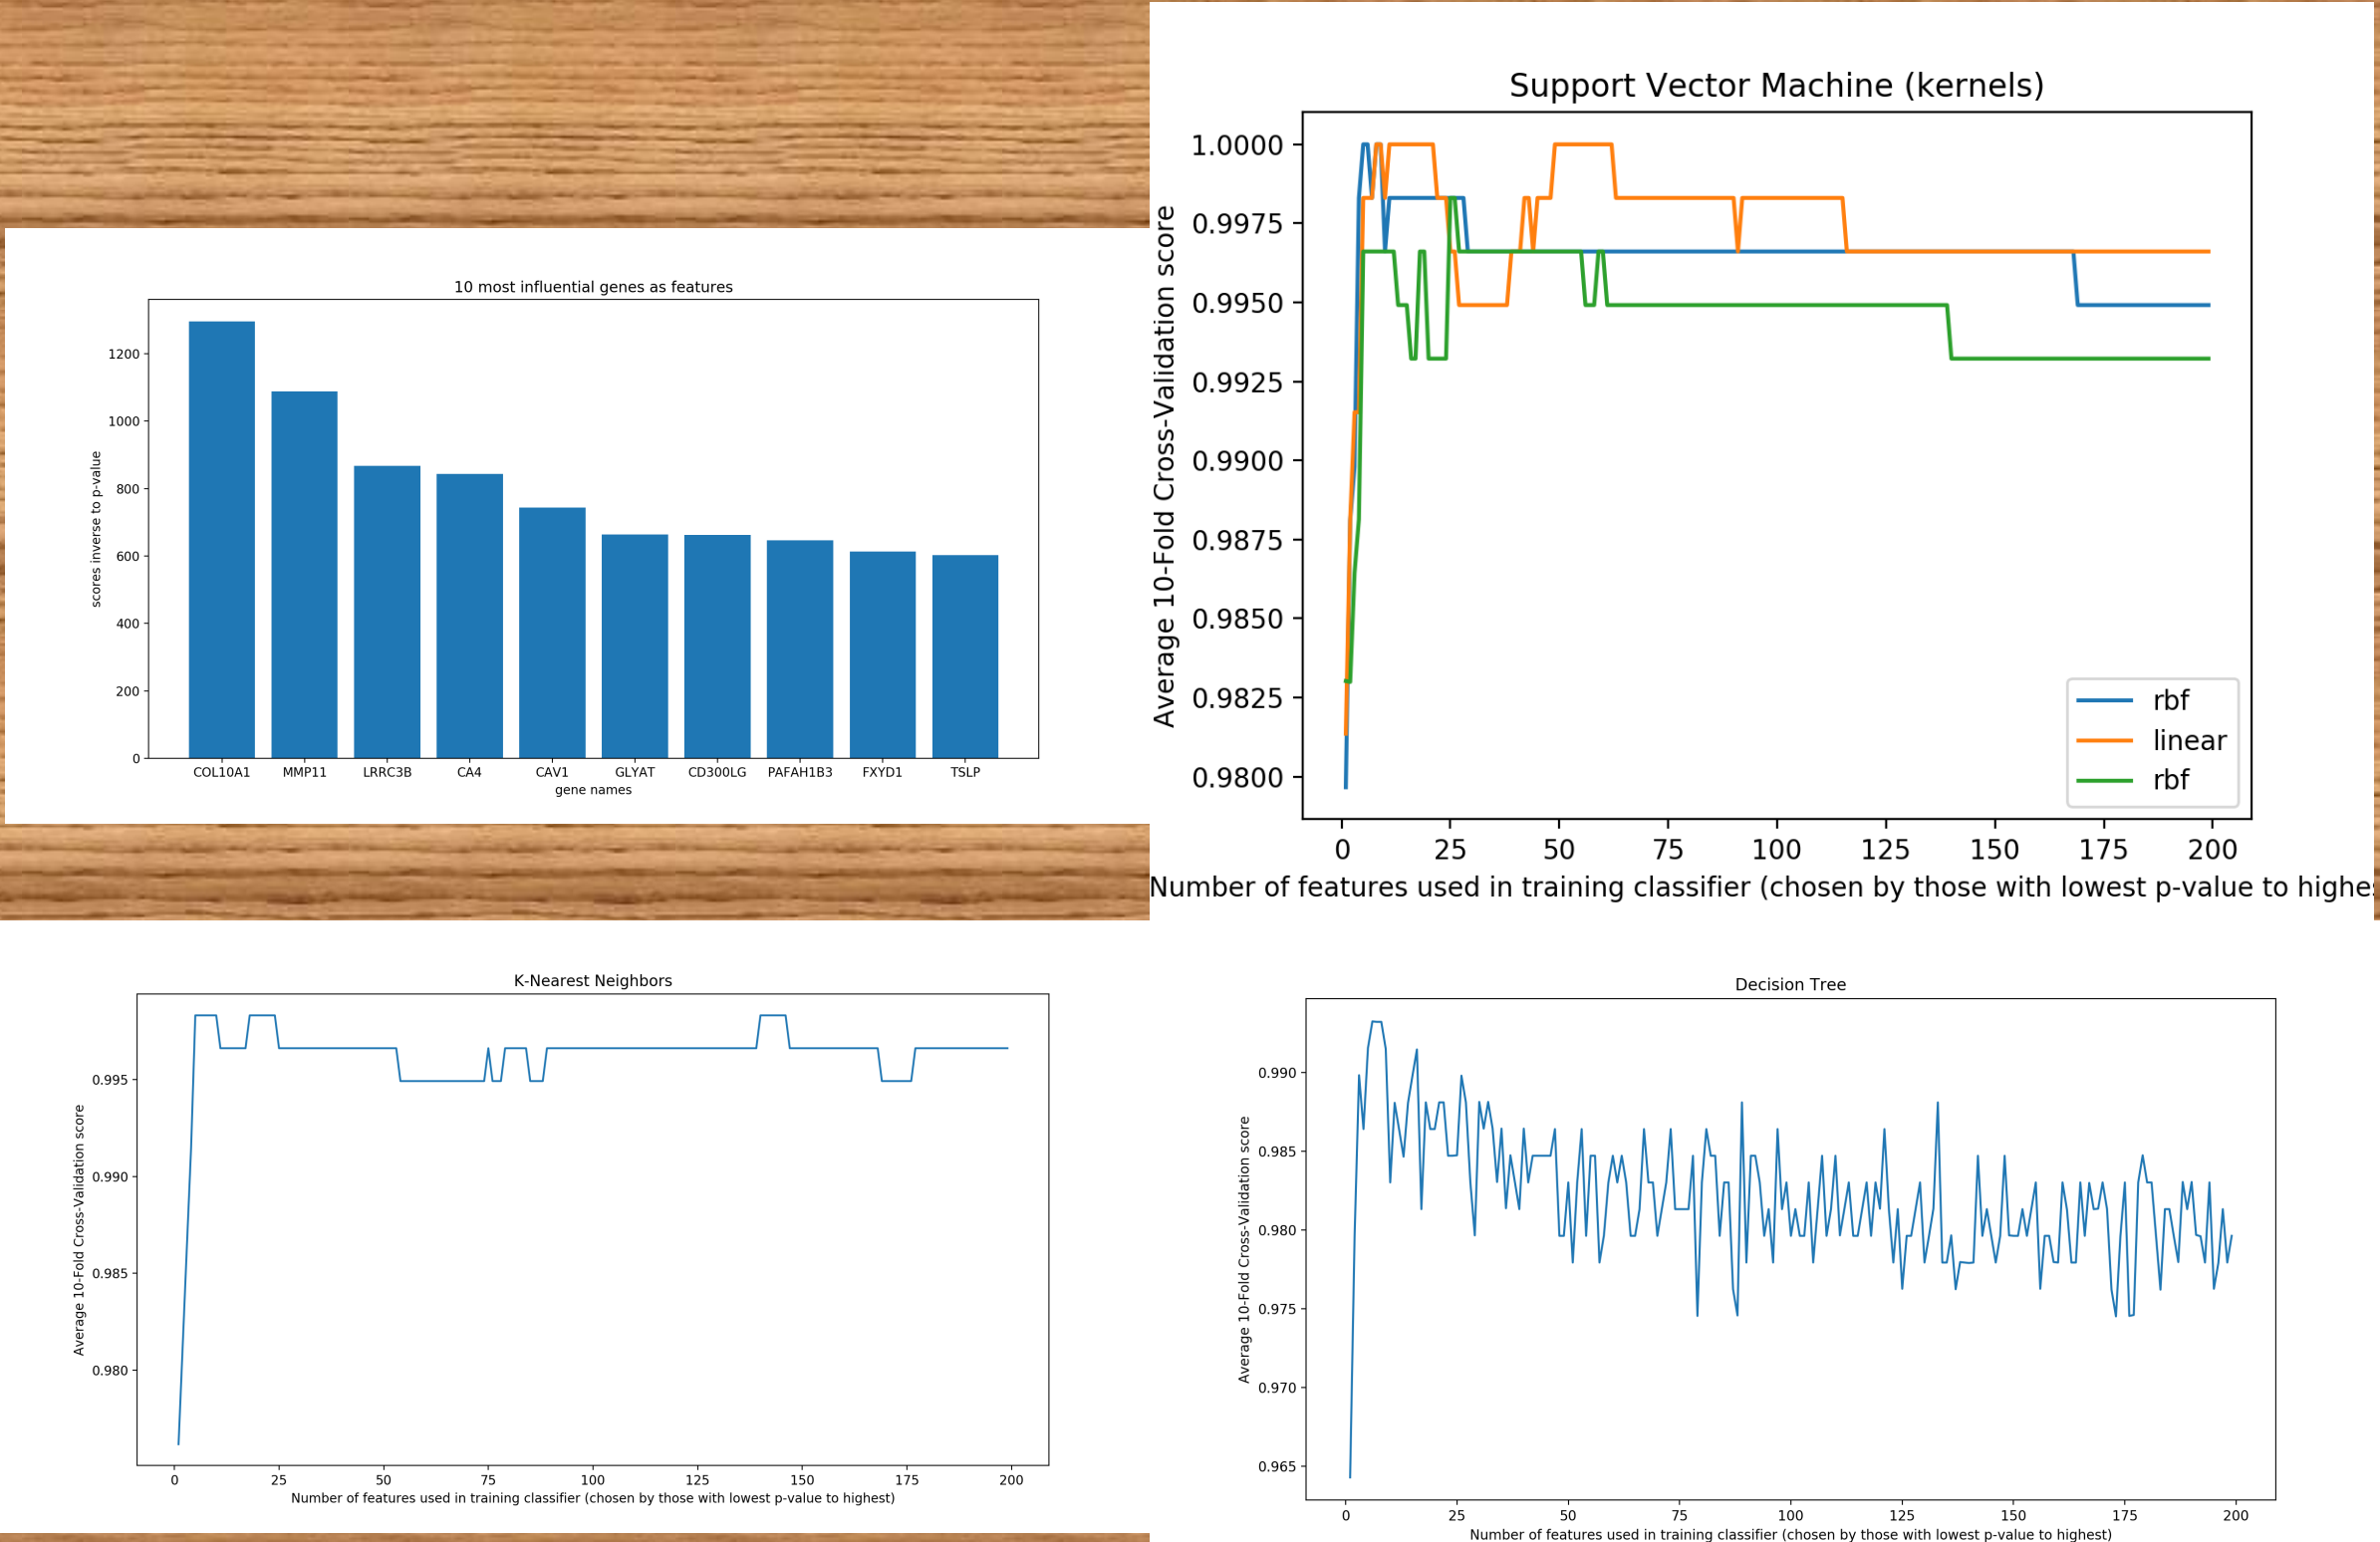 10 most influential genes as features
scores inverse to p-value
1200
1000
800
600
400
200
0
COL10A1 MMP11 LRRC3B CA4 CAV1 GLYAT CD300LG PAFAH1B3 FXYD1 TSLP
gene names
Support Vector Machine (kernels)
Average 10-Fold Cross-Validation score
1.0000
0.9975
0.9950
0.9925
0.9900
0.9875
0.9850
0.9825
0.9800
rbf
linear
rbf
0 25 50 75 100 125 150 175 200
Number of features used in training classifier (chosen by those with lowest p-value to highes
K-Nearest Neighbors
Average 10-Fold Cross-Validation score
0.995
0.990
0.985
0.980
0 25 50 75 100 125 150 175 200
Number of features used in training classifier (chosen by those with lowest p-value to highest)
Decision Tree
Average 10-Fold Cross-Validation score
0.990
0.985
0.980
0.975
0.970
0.965
0 25 50 75 100 125 150 175 200
Number of features used in training classifier (chosen by those with lowest p-value to highest)